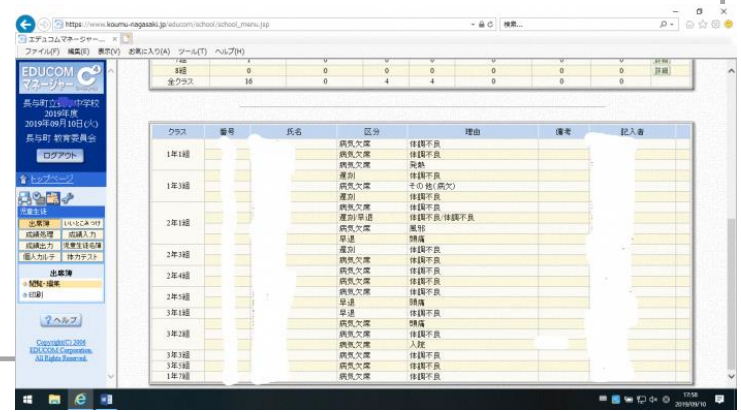 https://www.koumu-nagasaki.jp/educom/school/school_menu.jsp
検索...
エデュコムマネージャー...
ファイル(F) 編集(E) 表示(V) お気に入り(A) ツール(T) ヘルプ(H)
EDUCOM
マネージャー C4
長与町立 中学校
2019年度
2019年09月10日(火)
長与町 教育委員会
ログアウト
トップページ
児童生徒
出席簿 いいとこみつけ
成績処理 成績入力
成績出力 児童生徒名簿
個人カルテ 体力テスト
出席簿
閲覧・編集
印刷
ヘルプ
Copyright(C) 2006
EDUCOM Corporation.
All Rights Reserved.
8組 0 0 0 0 0 0 詳細
全クラス 16 0 4 4 0 0
クラス 番号 氏名 区分 理由 備考 記入者
1年1組
病気欠席 体調不良
病気欠席 体調不良
病気欠席 発熱
1年3組
遅刻 体調不良
病気欠席 その他(病欠)
遅刻 体調不良
2年1組
病気欠席 体調不良
遅刻/早退 体調不良/体調不良
病気欠席 風邪
早退 頭痛
2年3組
遅刻 体調不良
病気欠席 体調不良
2年4組
病気欠席 体調不良
病気欠席 体調不良
2年5組
病気欠席 体調不良
早退 頭痛
3年1組
早退 体調不良
3年2組
病気欠席 頭痛
病気欠席 体調不良
病気欠席 入院
3年3組 病気欠席 体調不良
3年5組 病気欠席 体調不良
1年7組 病気欠席 体調不良
17:58
2019/09/10